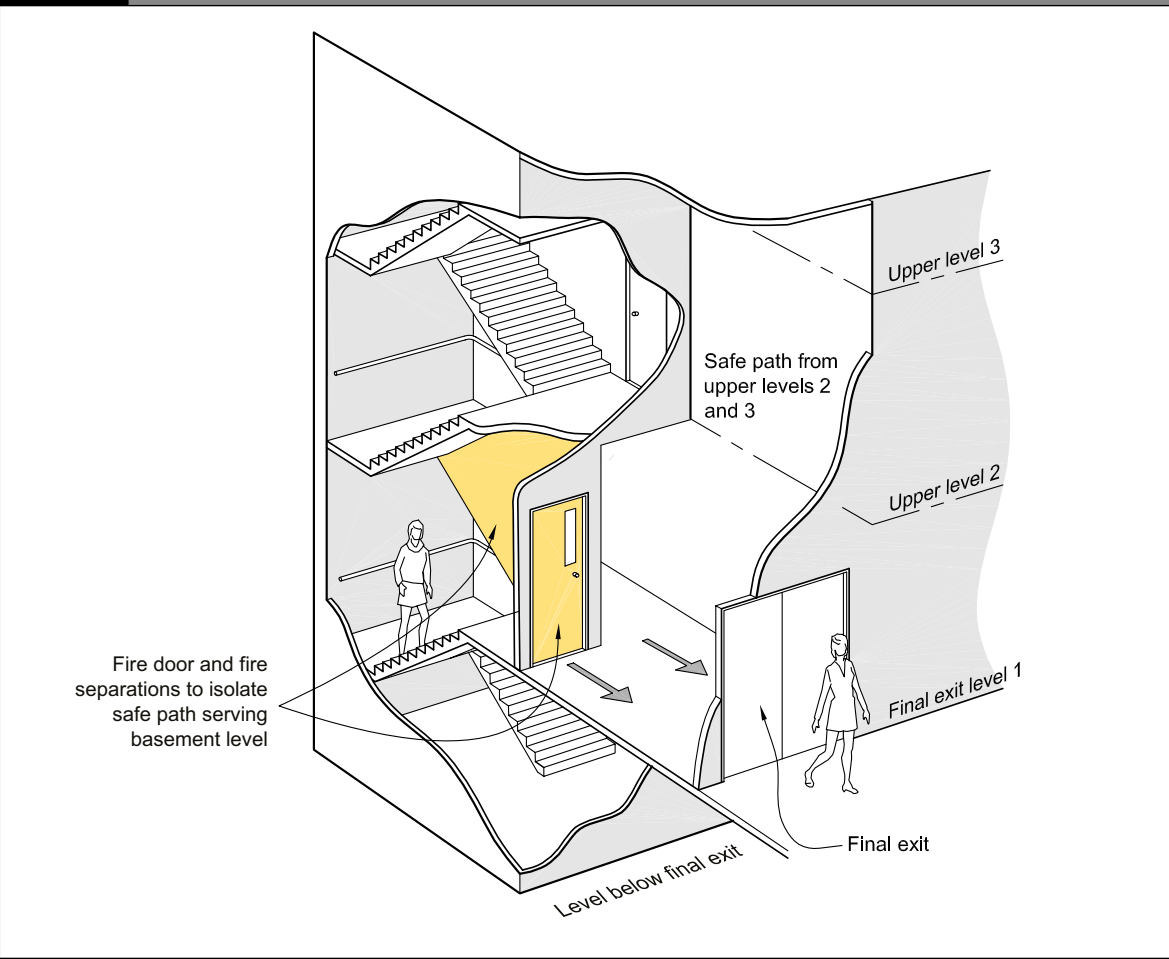 Upper level 3
Safe path from
upper levels 2
and 3
Upper level 2
Fire door and fire
separations to isolate
safe path serving
basement level
Final exit level 1
Final exit
Level below final exit